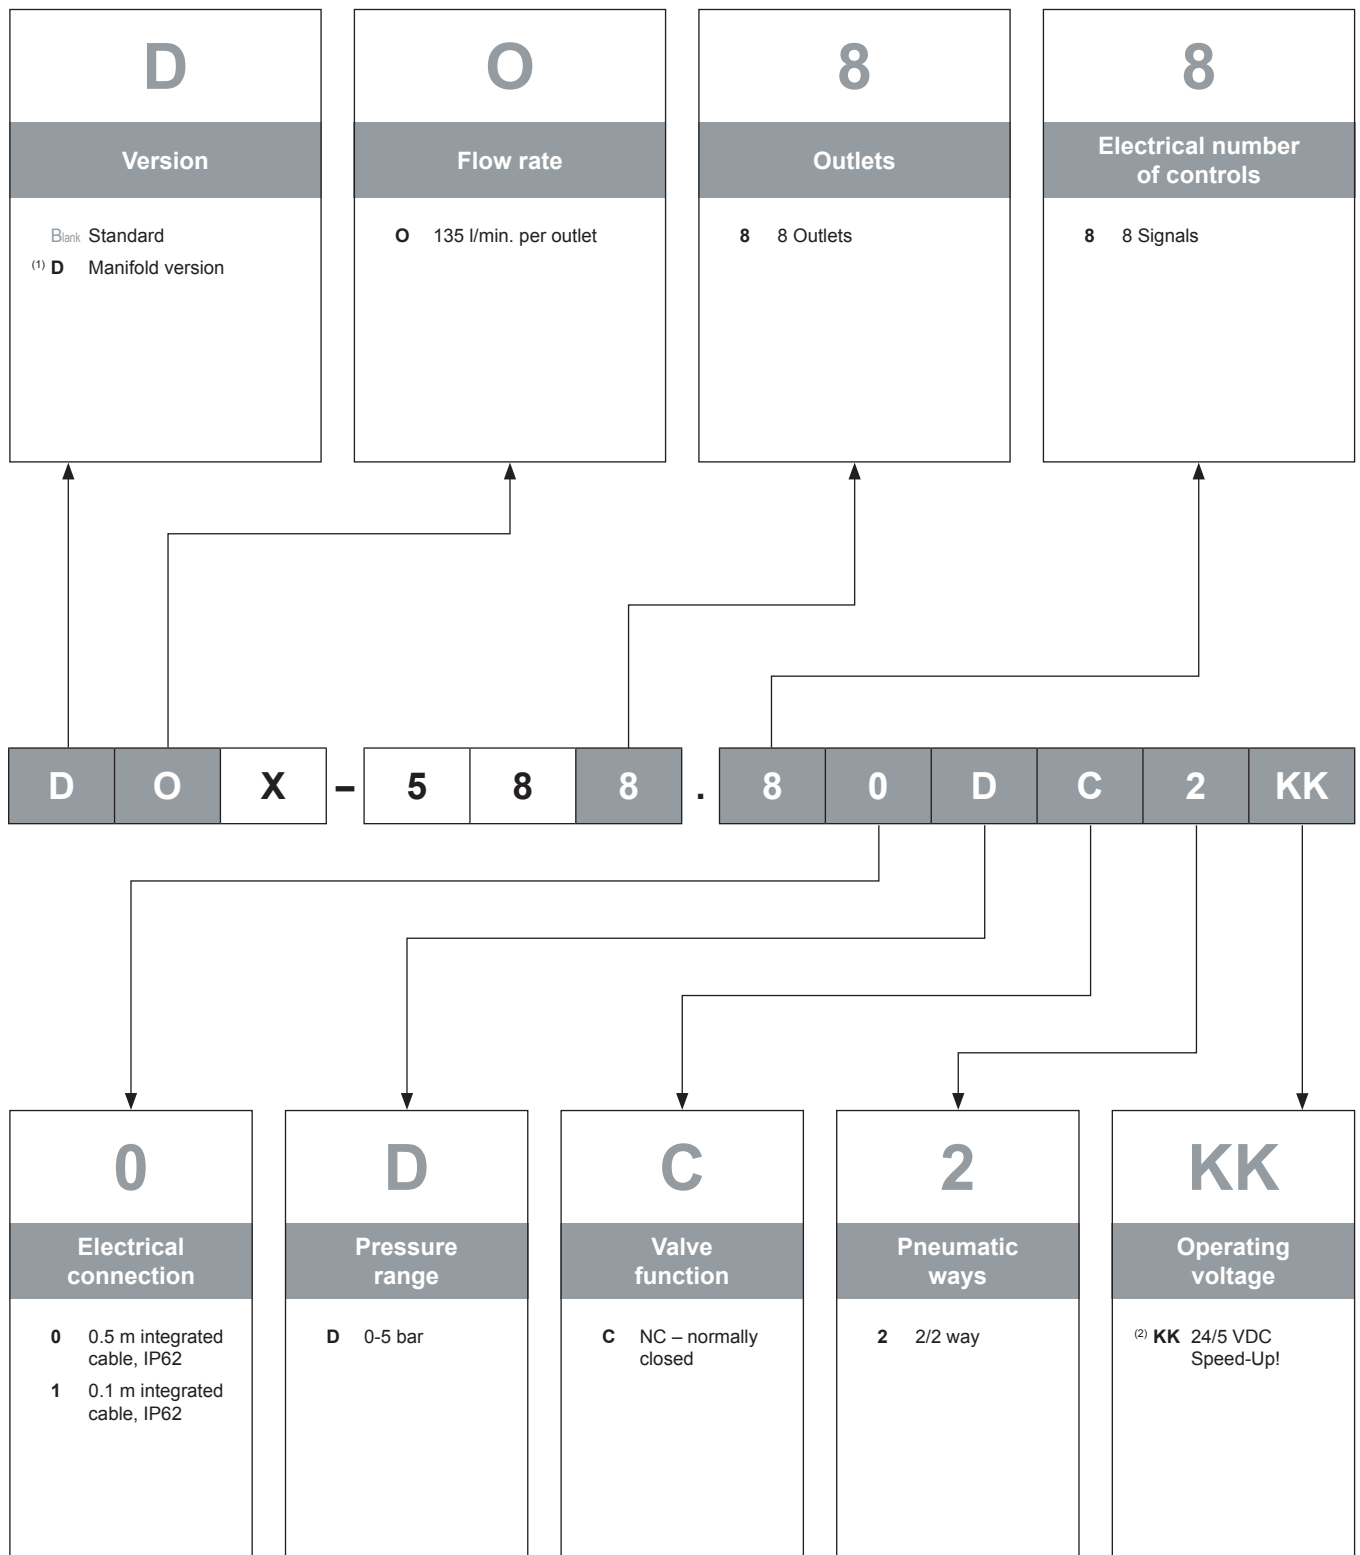 D
Version
Blank Standard
(1) D Manifold version
O
Flow rate
O 135 l/min. per outlet
8
Outlets
8 8 Outlets
8
Electrical number
of controls
8 8 Signals
D O X – 5 8 8 . 8 0 D C 2 KK
0
Electrical
connection
0 0.5 m integrated
cable, IP62
1 0.1 m integrated
cable, IP62
D
Pressure
range
D 0-5 bar
C
Valve
function
C NC – normally
closed
2
Pneumatic
ways
2 2/2 way
KK
Operating
voltage
(2) KK 24/5 VDC
Speed-Up!